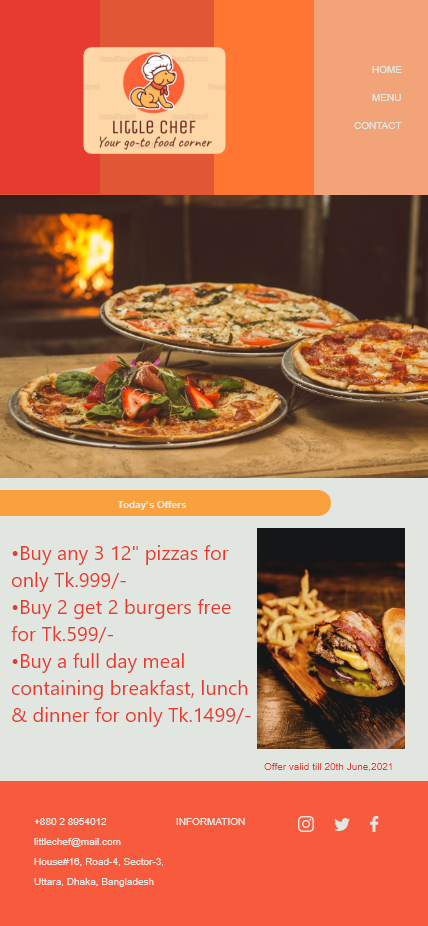 LITTLE CHEF
Your go-to food corner
HOME
MENU
CONTACT
Today's Offers
•Buy any 3 12" pizzas for
only Tk.999/-
•Buy 2 get 2 burgers free
for Tk.599/-
•Buy a full day meal
containing breakfast, lunch
& dinner for only Tk.1499/-
Offer valid till 20th June,2021
+880 2 8954012
INFORMATION
littlechef@mail.com
House#16, Road-4, Sector-3,
Uttara, Dhaka, Bangladesh